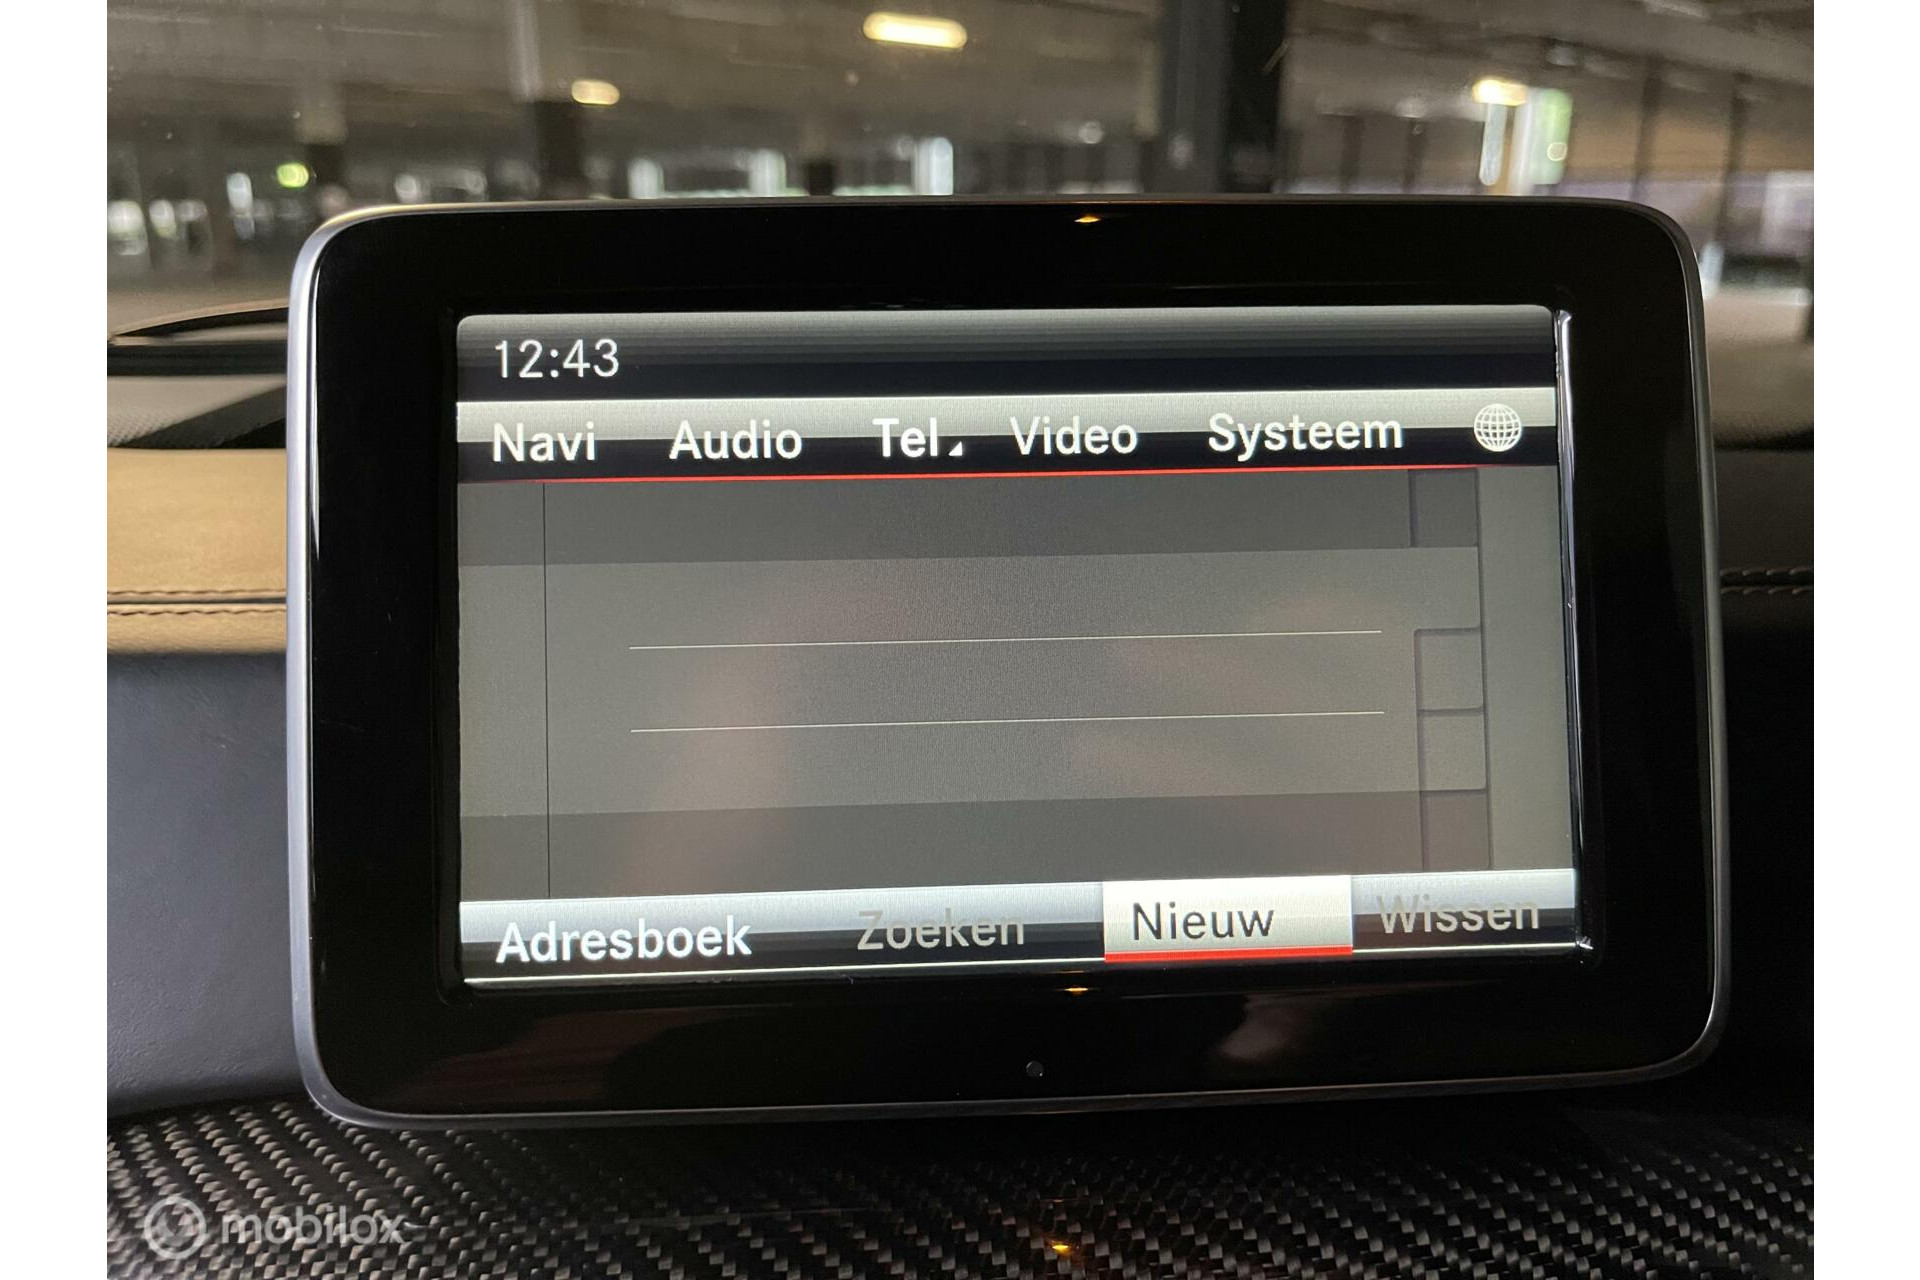 12:43
Navi Audio Tel Video Systeem
Adresboek Zoeken Nieuw Wissen
mobilox